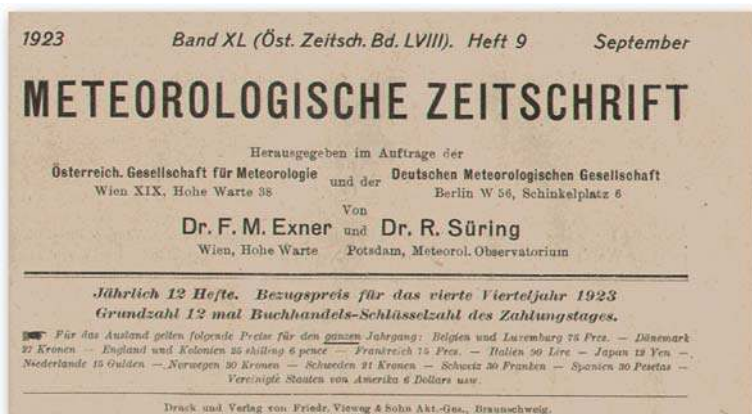 1923 Band XL (Öst. Zeitsch. Bd. LVIII). Heft 9 September
METEOROLOGISCHE ZEITSCHRIFT
Herausgegeben im Auftrage der
Österreich. Gesellschaft für Meteorologie und der Deutschen Meteorologischen Gesellschaft
Wien XIX, Hohe Warte 38 Berlin W 56, Schinkelplatz 6
Von
Dr. F. M. Exner und Dr. R. Süring
Wien, Hohe Warte Potsdam, Meteorol. Observatorium
Jährlich 12 Hefte. Bezugspreis für das vierte Vierteljahr 1923
Grundzahl 12 mal Buchhandels-Schlüsselzahl des Zahlungstages.
Für das Ausland gelten folgende Preise für den ganzen Jahrgang: Belgien und Luxemburg 75 Frcs. — Dänemark
27 Kronen — England und Kolonien 25 shilling 6 pence — Frankreich 75 Frcs. — Italien 90 Lire — Japan 12 Yen —
Niederlande 15 Gulden — Norwegen 30 Kronen — Schweden 21 Kronen — Schweiz 30 Franken — Spanien 30 Pesetas —
Vereinigte Staaten von Amerika 6 Dollars usw.
Druck und Verlag von Friedr. Vieweg & Sohn Akt.-Ges., Braunschweig.